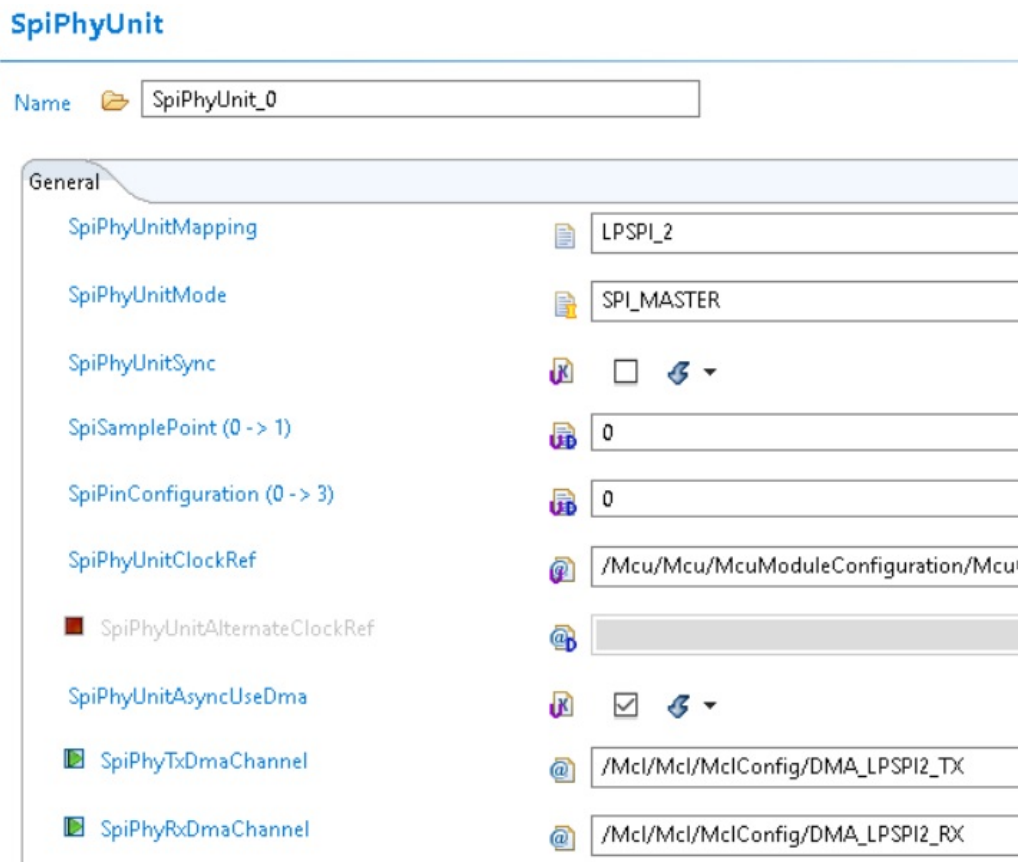 SpiPhyUnit
Name SpiPhyUnit_0
General
SpiPhyUnitMapping LPSPI_2
SpiPhyUnitMode SPI_MASTER
SpiPhyUnitSync
SpiSamplePoint (0 -> 1) 0
SpiPinConfiguration (0 -> 3) 0
SpiPhyUnitClockRef /Mcu/Mcu/McuModuleConfiguration/Mcu
SpiPhyUnitAlternateClockRef
SpiPhyUnitAsyncUseDma
SpiPhyTxDmaChannel /Mcl/Mcl/MclConfig/DMA_LPSPI2_TX
SpiPhyRxDmaChannel /Mcl/Mcl/MclConfig/DMA_LPSPI2_RX